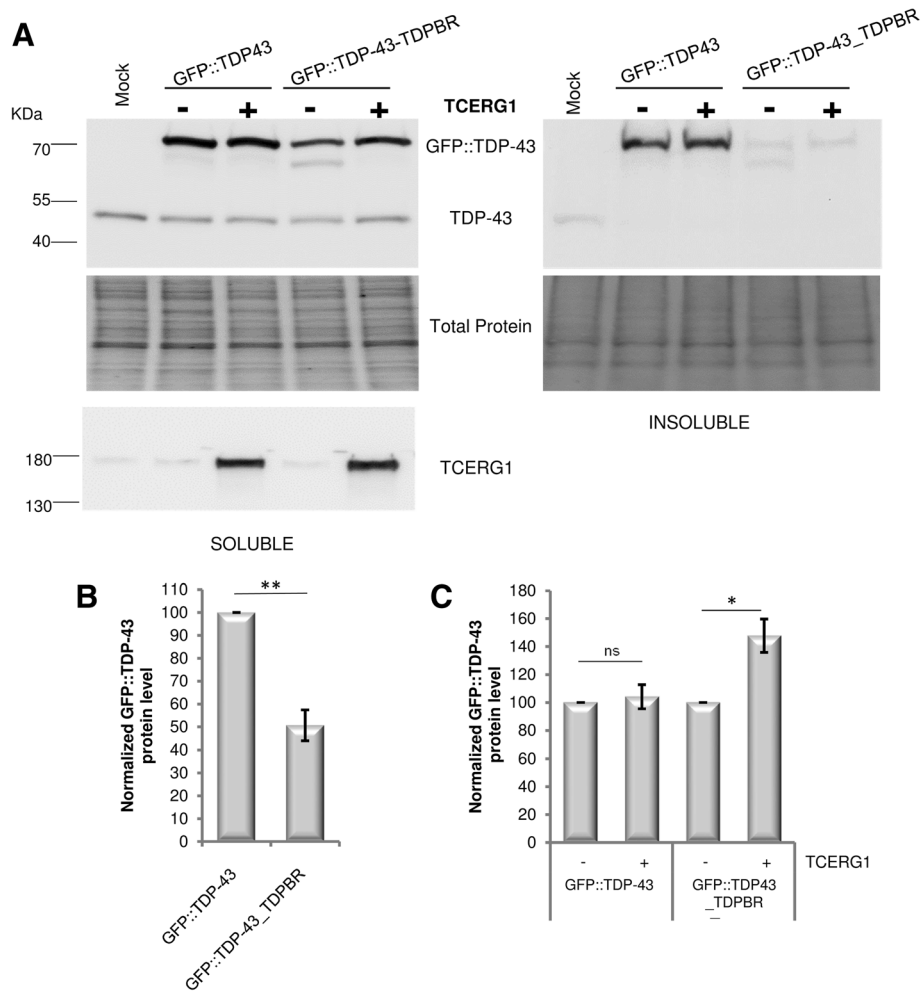 A
Mock
GFP::TDP43
GFP::TDP-43-TDPBR
Mock
GFP::TDP43
GFP::TDP-43_TDPBR
KDa
- + - +
TCERG1
- + - +
70
GFP::TDP-43
55
TDP-43
40
Total Protein
INSOLUBLE
180
TCERG1
130
SOLUBLE
B
Normalized GFP::TDP-43
protein level
110
100
90
80
70
60
50
40
30
20
10
0
**
GFP::TDP-43
GFP::TDP-43_TDPBR
C
Normalized GFP::TDP-43
protein level
180
160
140
120
100
80
60
40
20
0
ns
*
- + - + TCERG1
GFP::TDP-43
GFP::TDP43
_TDPBR
_